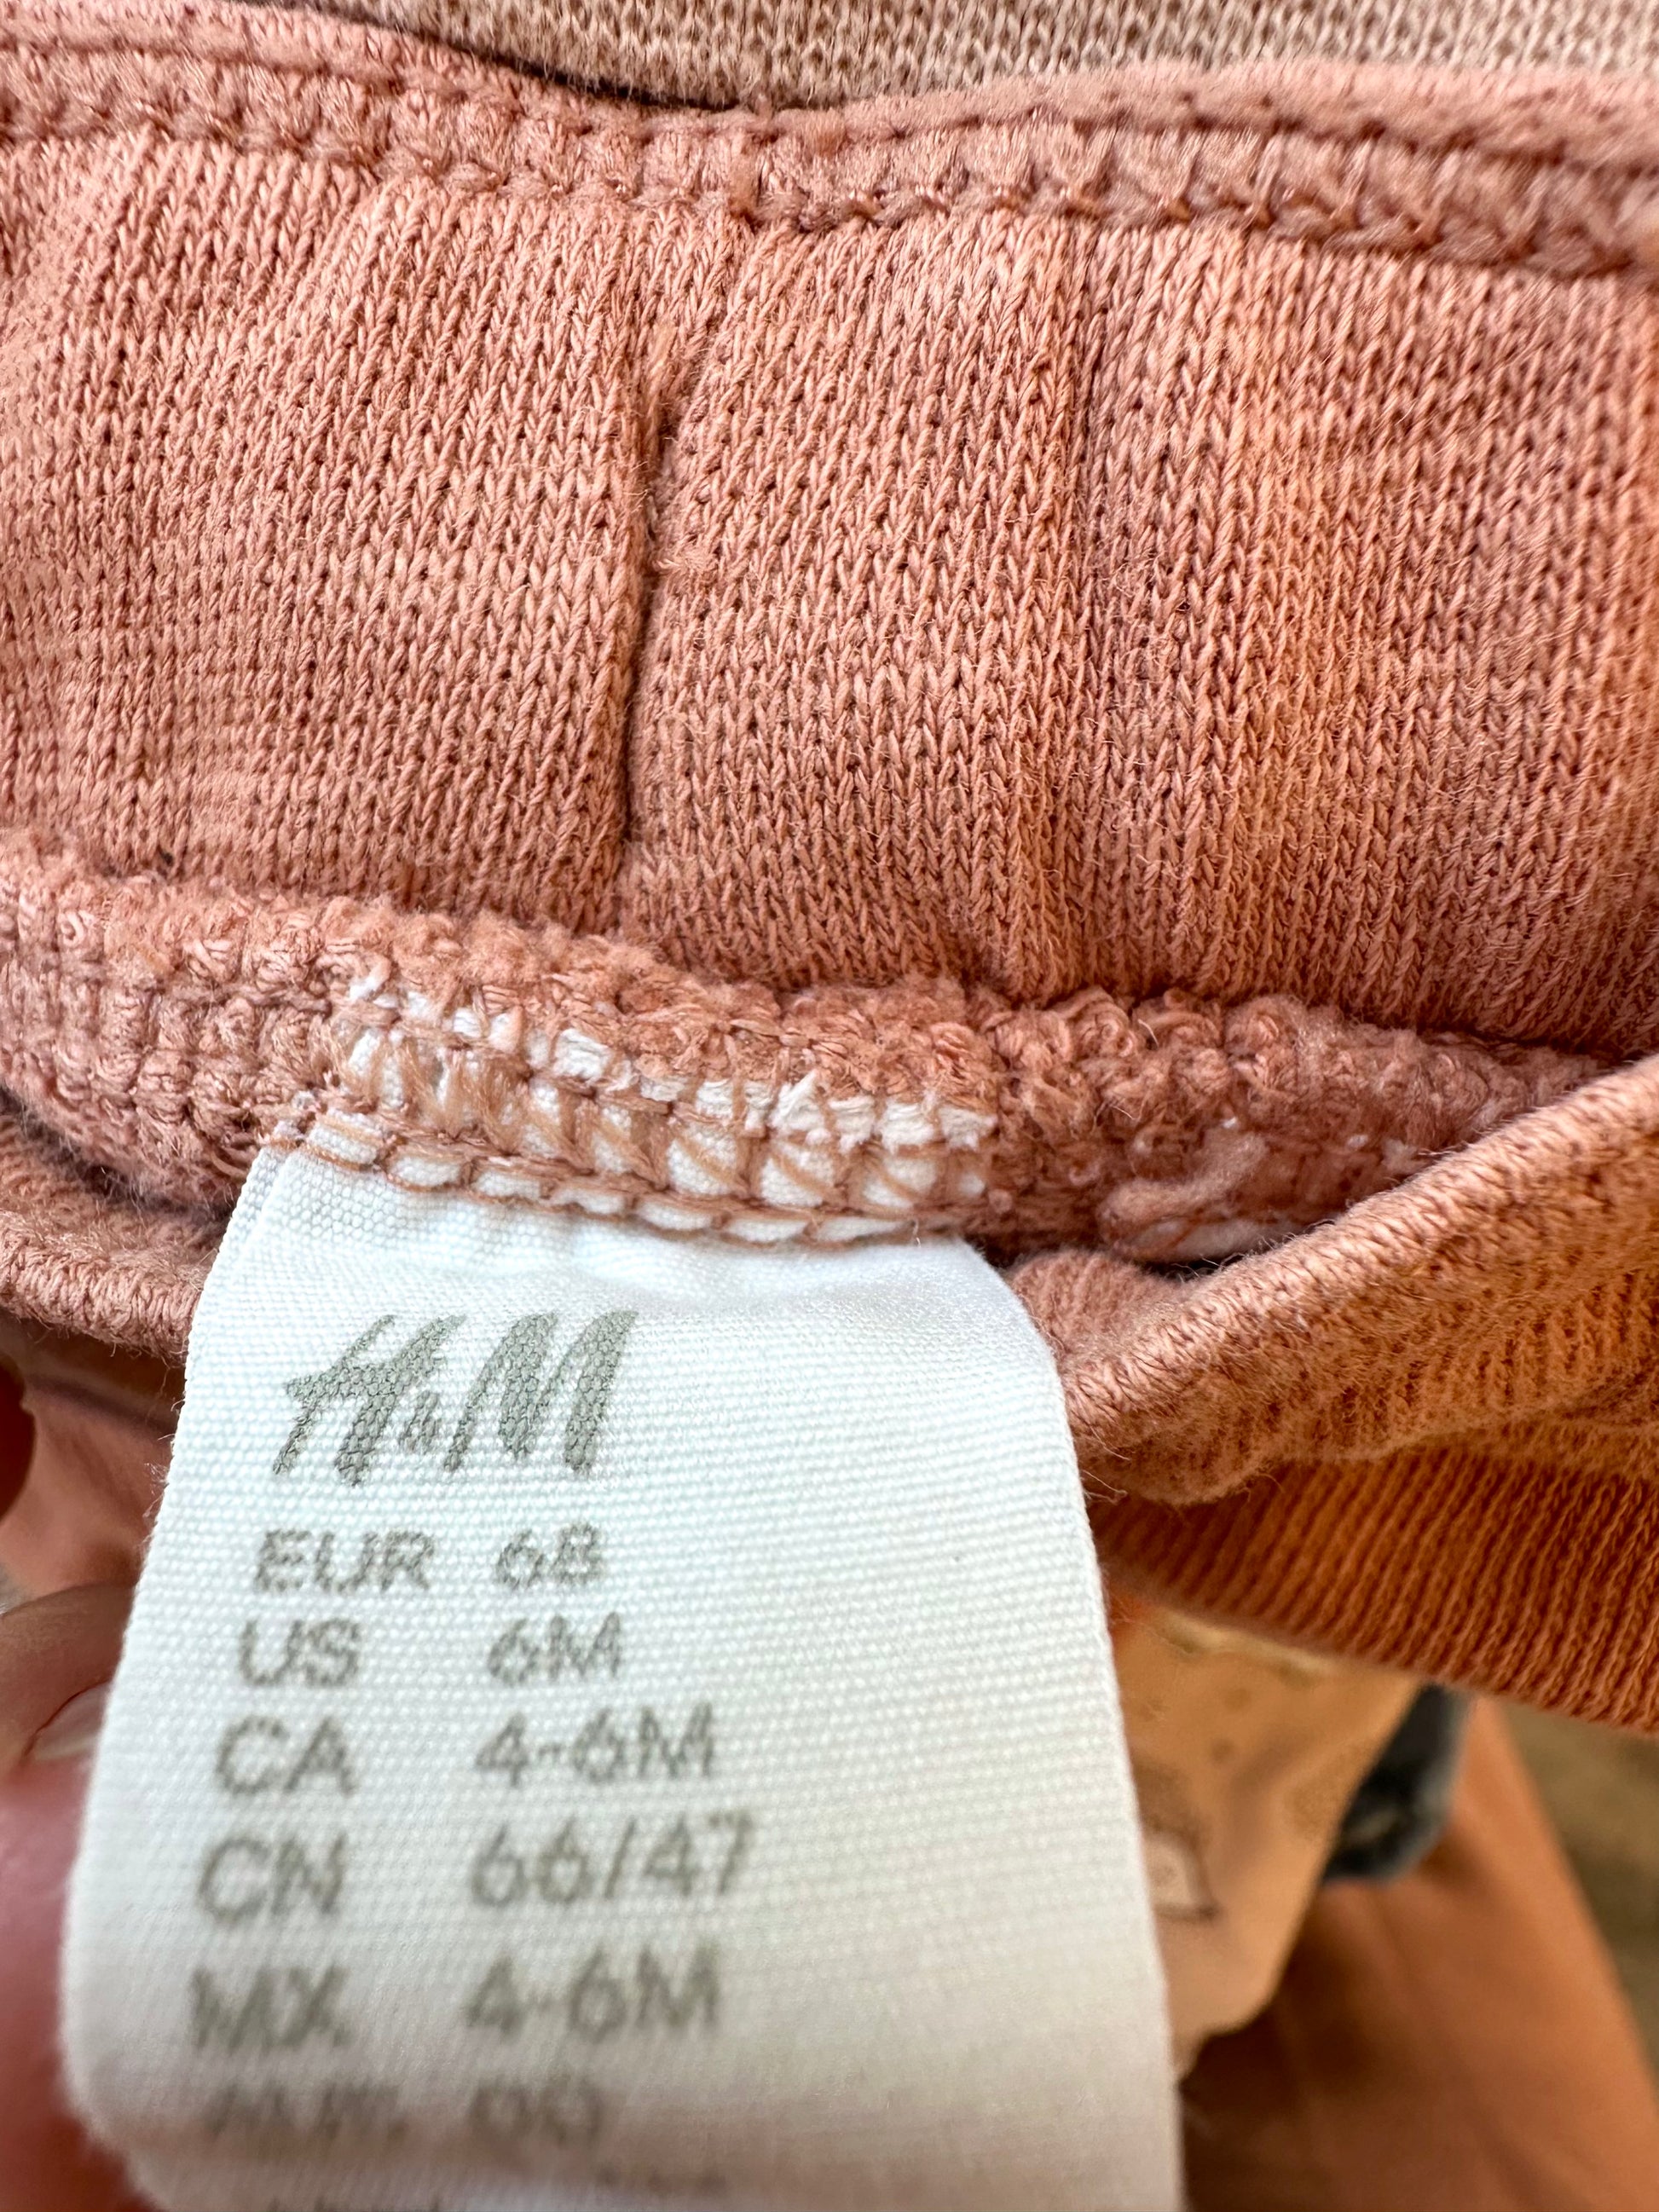 H&M
EUR 68
US 6M
CA 4-6M
CN 66/47
MX 4-6M